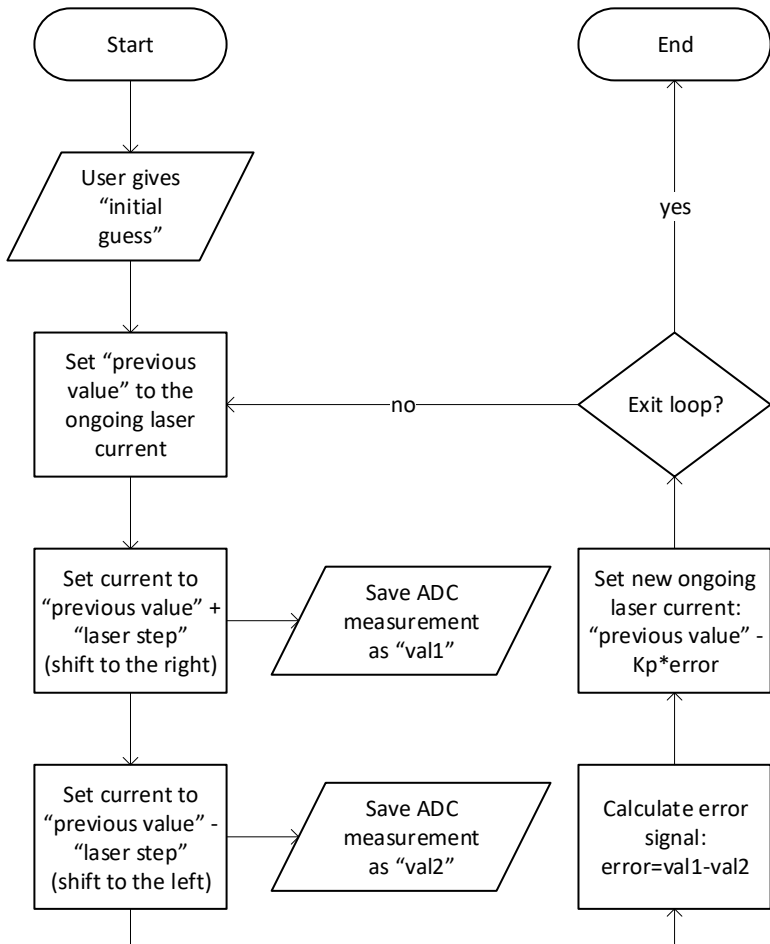 Start
User gives
“initial
guess”
Set “previous
value” to the
ongoing laser
current
Set current to
“previous value” +
“laser step”
(shift to the right)
Save ADC
measurement
as “val1”
Set current to
“previous value” -
“laser step”
(shift to the left)
Save ADC
measurement
as “val2”
Calculate error
signal:
error=val1-val2
Set new ongoing
laser current:
“previous value” -
Kp*error
Exit loop?
no
yes
End